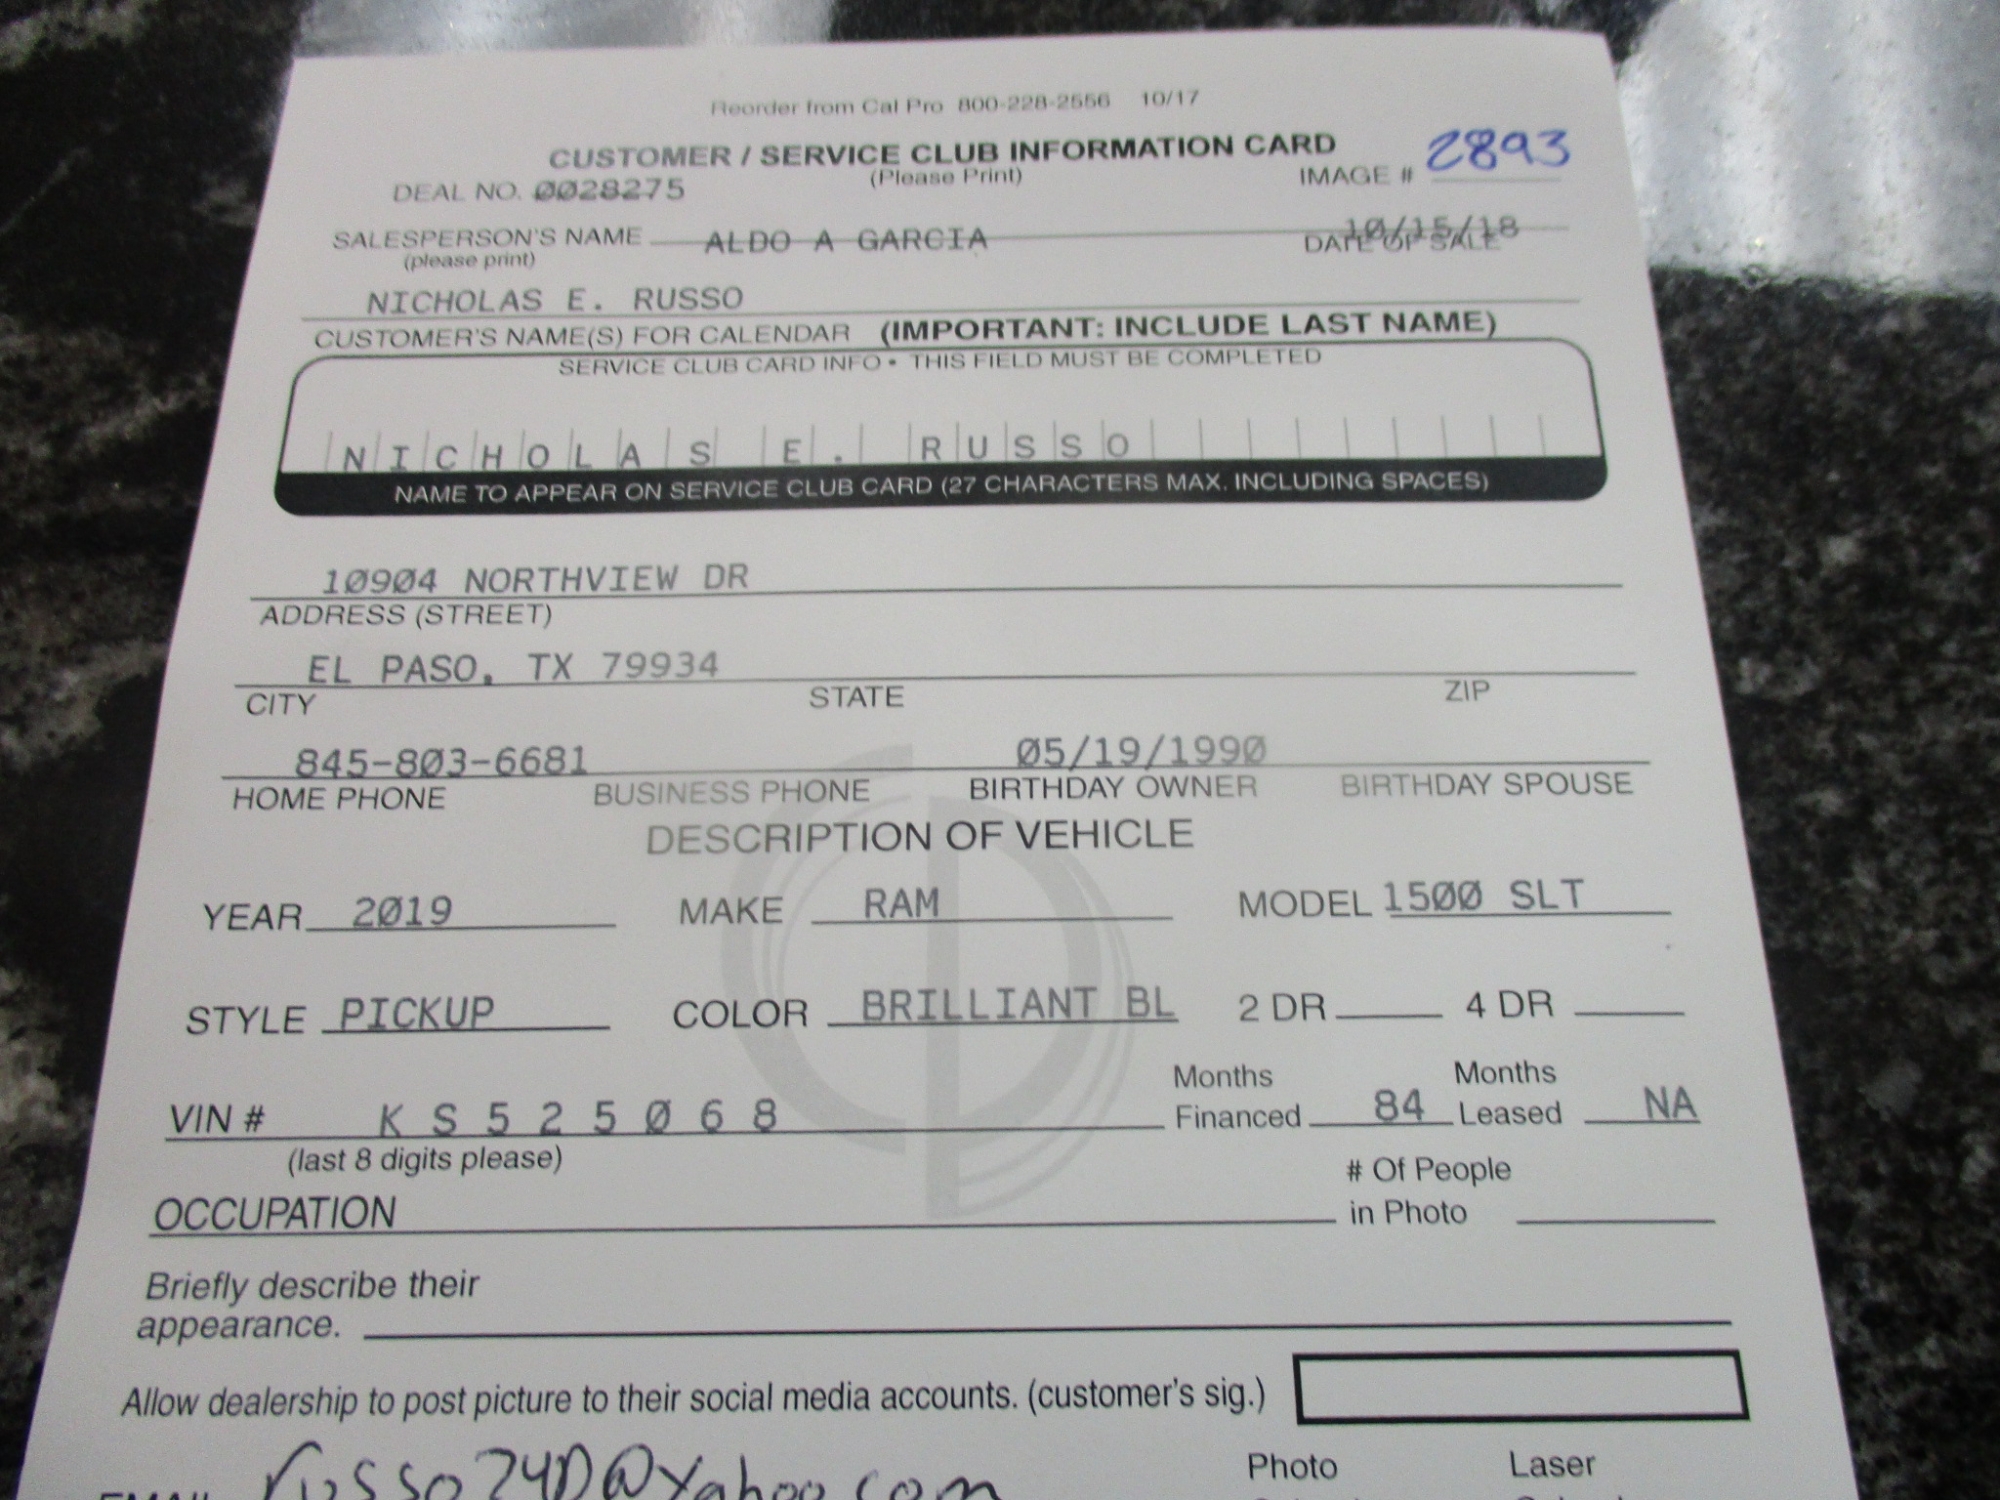 Reorder from Cal Pro 800-228-2556 10/17
CUSTOMER / SERVICE CLUB INFORMATION CARD
(Please Print)
IMAGE # 2893
DEAL NO. 0028275
SALESPERSON'S NAME ALDO A GARCIA
(please print)
DATE OF SALE 10/15/18
NICHOLAS E. RUSSO
CUSTOMER'S NAME(S) FOR CALENDAR (IMPORTANT: INCLUDE LAST NAME)
SERVICE CLUB CARD INFO • THIS FIELD MUST BE COMPLETED
NICHOLAS E. RUSSO
NAME TO APPEAR ON SERVICE CLUB CARD (27 CHARACTERS MAX. INCLUDING SPACES)
10904 NORTHVIEW DR
ADDRESS (STREET)
EL PASO, TX 79934
CITY STATE ZIP
845-803-6681 05/19/1990
HOME PHONE BUSINESS PHONE BIRTHDAY OWNER BIRTHDAY SPOUSE
DESCRIPTION OF VEHICLE
YEAR 2019 MAKE RAM MODEL 1500 SLT
STYLE PICKUP COLOR BRILLIANT BL 2 DR 4 DR
VIN # KS525068 Months Financed 84 Months Leased NA
(last 8 digits please)
OCCUPATION # Of People in Photo
Briefly describe their
appearance.
Allow dealership to post picture to their social media accounts. (customer's sig.)
Photo Laser